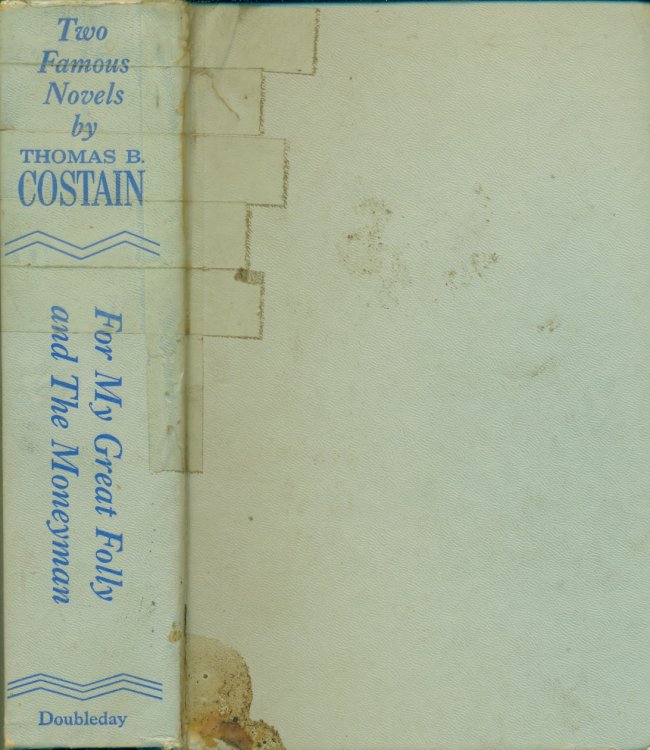 Two
Famous
Novels
by
THOMAS B.
COSTAIN
For My Great Folly
and The Moneyman
Doubleday